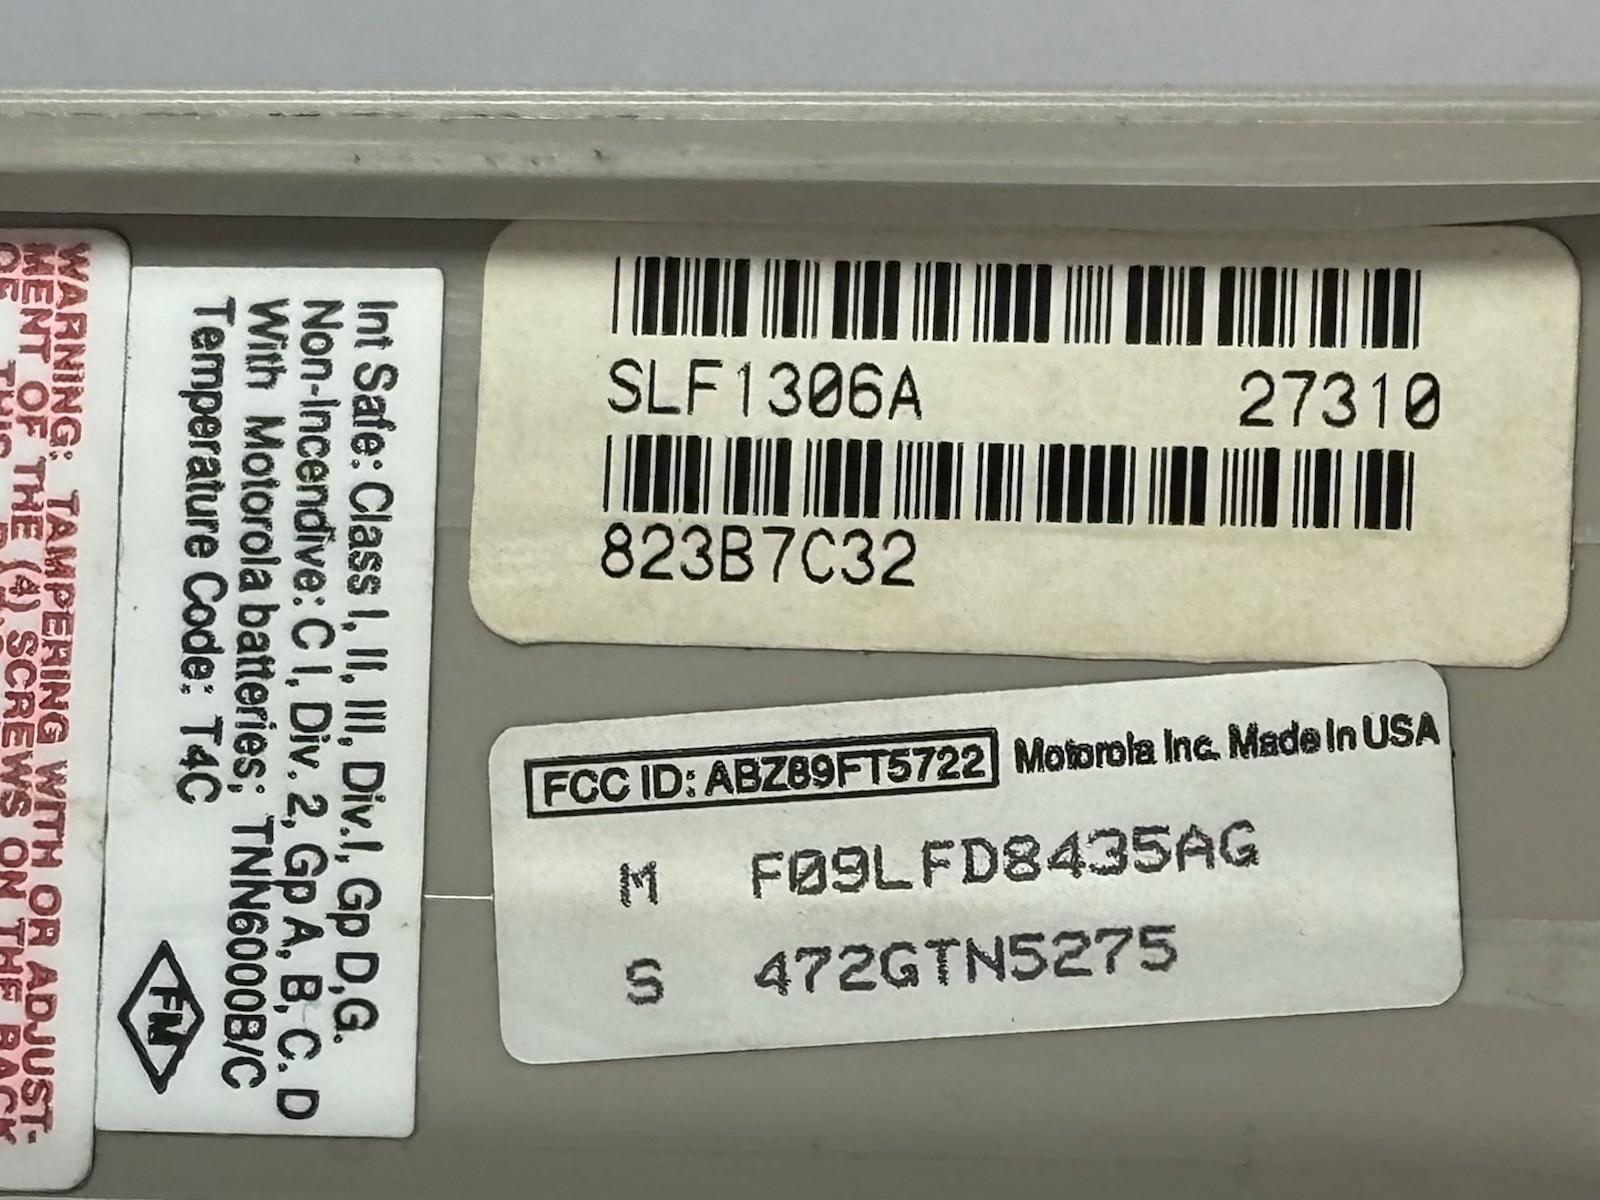 WARNING: TAMPERING WITH OR ADJUST-
MENT OF THE (4) SCREWS ON THE BACK
OF THIS
Int Safe: Class I, II, III, Div.I, Gp D,G.
Non-Incendive: C I, Div. 2, Gp A, B, C. D
With Motorola batteries; TNN6000B/C
Temperature Code: T4C
FM
SLF1306A 27310
823B7C32
FCC ID: ABZ89FT5722 Motorola Inc. Made In USA
M F09LFD8435AG
S 472GTN5275